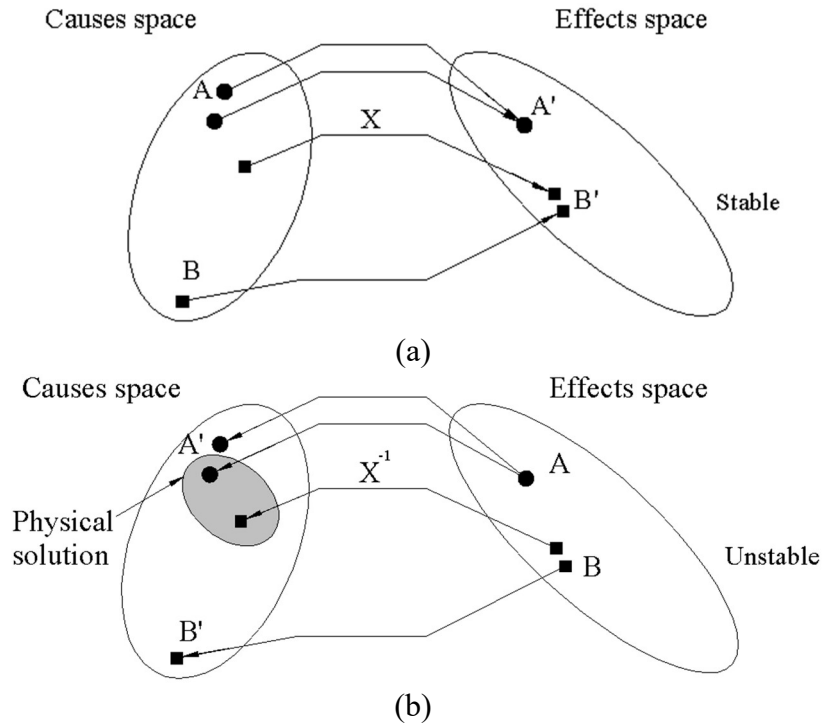 Causes space Effects space
A A'
X
B' Stable
B
(a)
Causes space Effects space
A' A
X⁻¹
Physical
solution B Unstable
B'
(b)